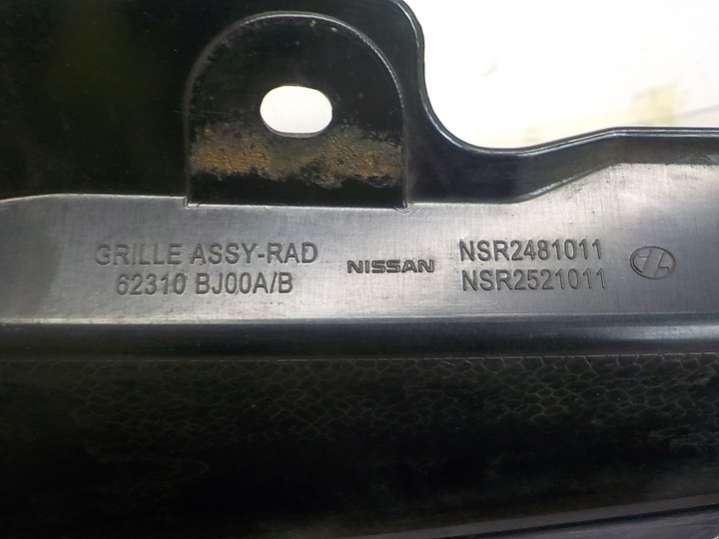 GRILLE ASSY-RAD
62310 BJ00A/B
NISSAN
NSR2481011
NSR2521011